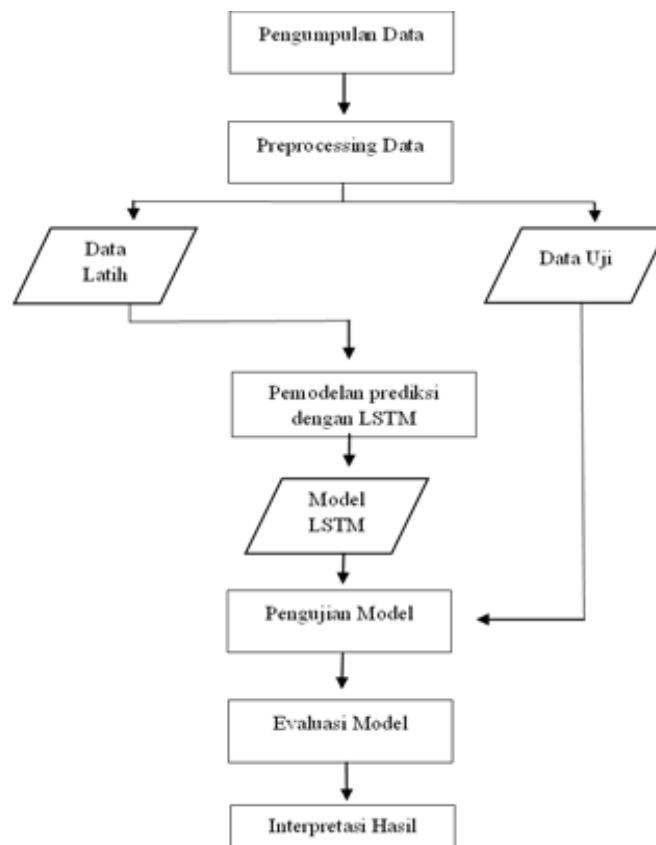 Pengumpulan Data
Preprocessing Data
Data
Latih
Data Uji
Pemodelan prediksi
dengan LSTM
Model
LSTM
Pengujian Model
Evaluasi Model
Interpretasi Hasil